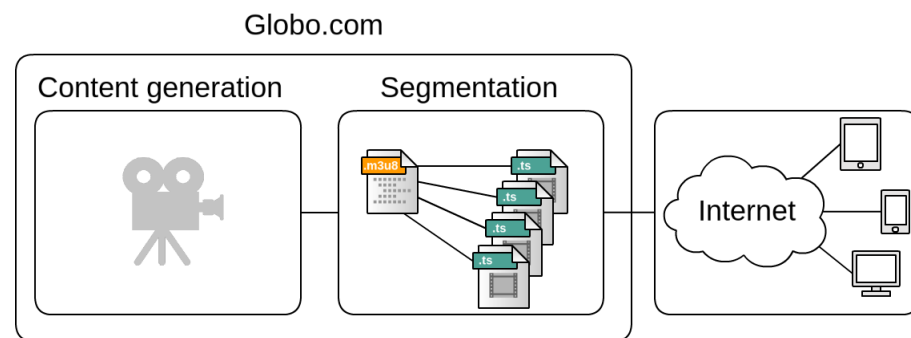 Globo.com
Content generation
Segmentation
.m3u8
.ts
.ts
.ts
.ts
Internet